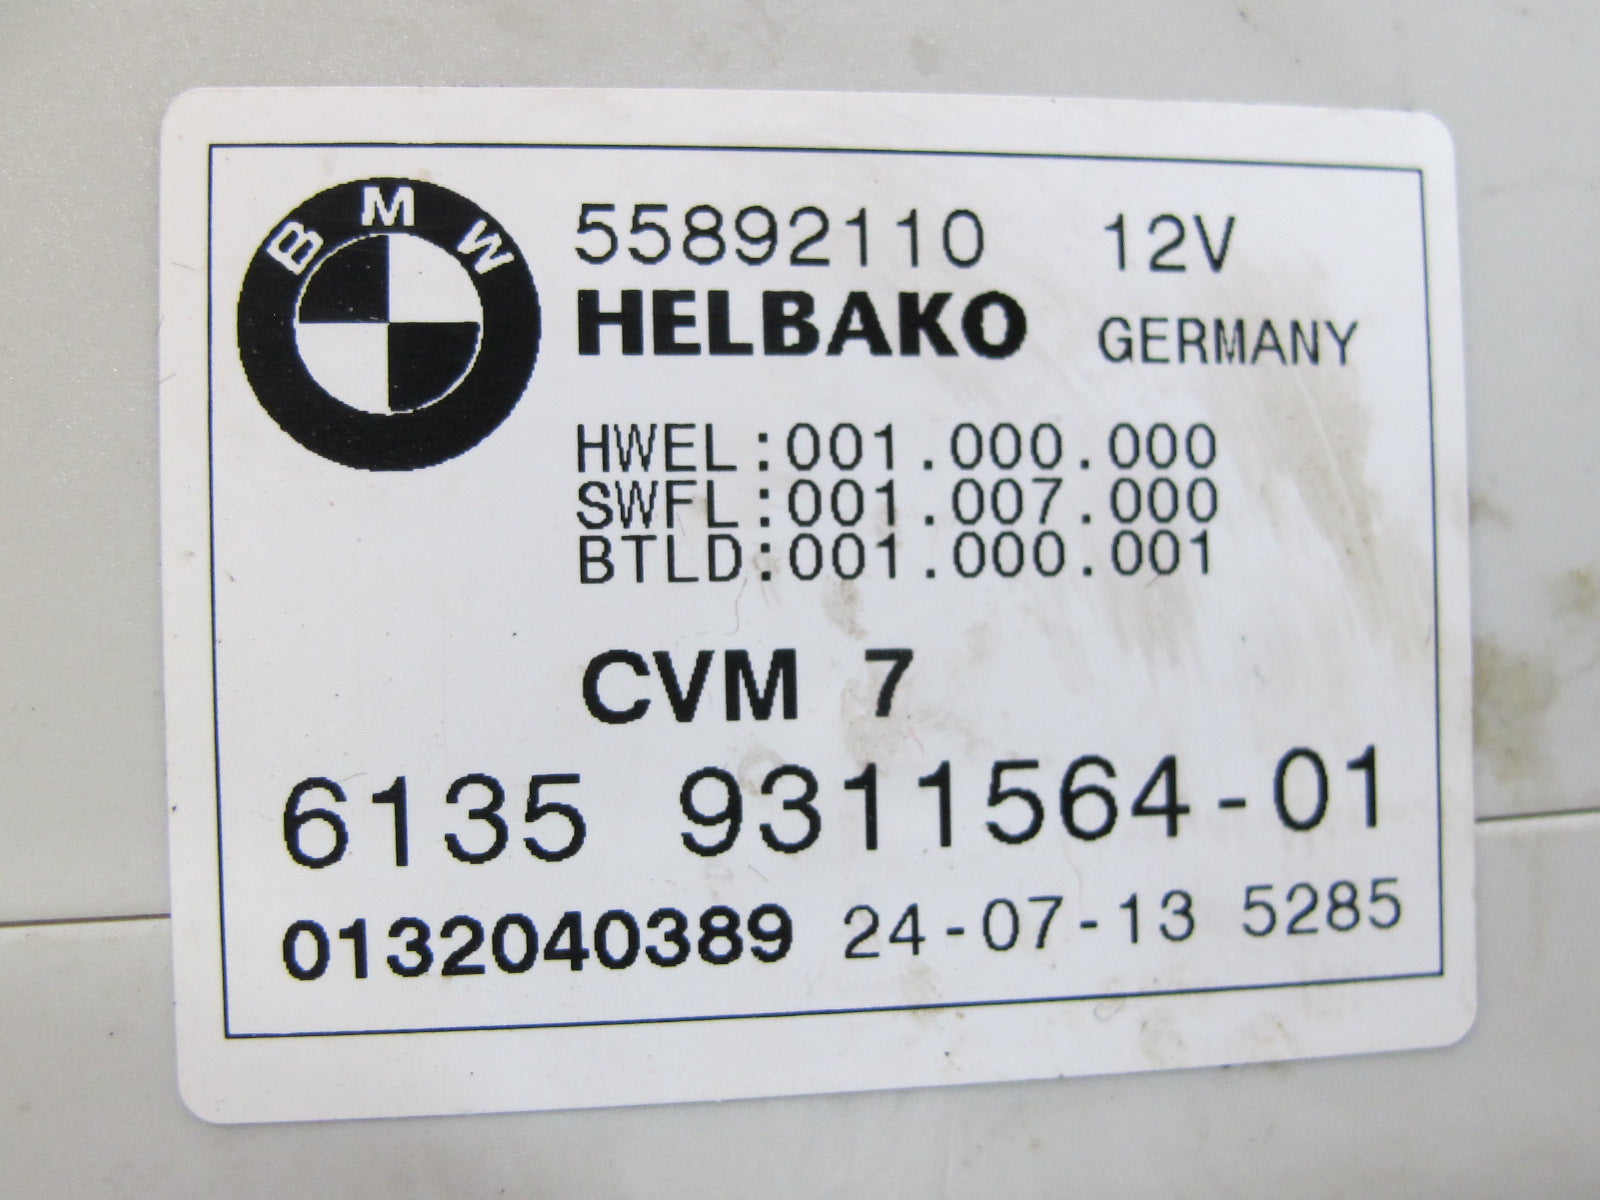 BMW
55892110 12V
HELBAKO GERMANY
HWEL:001.000.000
SWFL:001.007.000
BTLD:001.000.001
CVM 7
6135 9311564-01
0132040389 24-07-13 5285